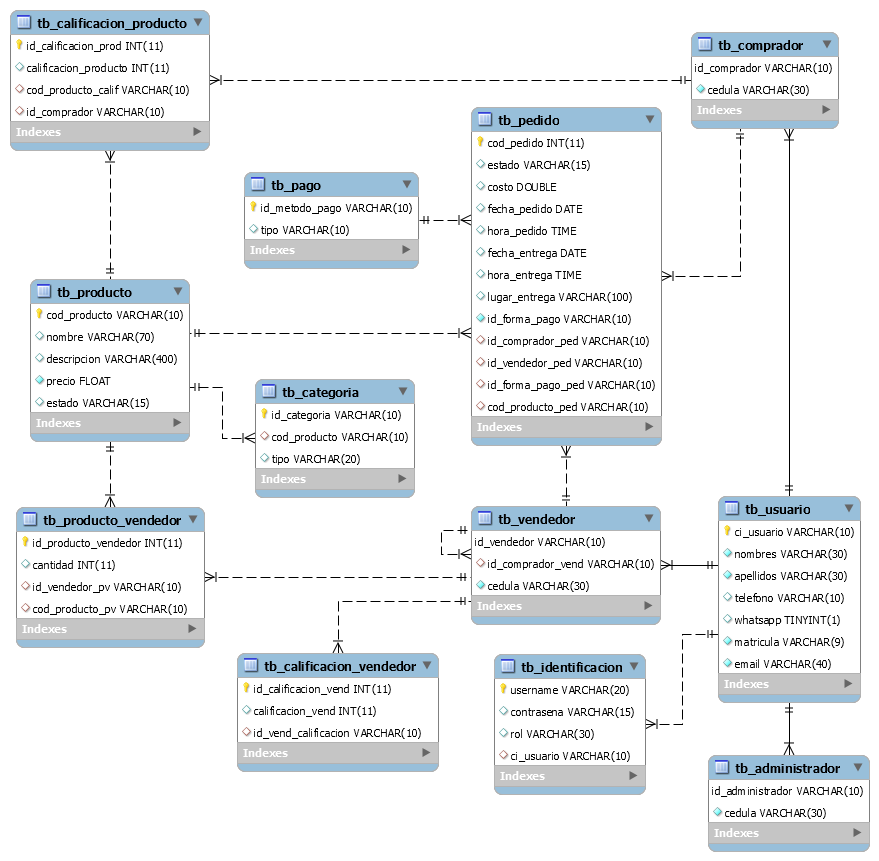 tb_calificacion_producto
id_calificacion_prod INT(11)
calificacion_producto INT(11)
cod_producto_calif VARCHAR(10)
id_comprador VARCHAR(10)
Indexes
tb_comprador
id_comprador VARCHAR(10)
cedula VARCHAR(30)
Indexes
tb_pedido
cod_pedido INT(11)
estado VARCHAR(15)
costo DOUBLE
fecha_pedido DATE
hora_pedido TIME
fecha_entrega DATE
hora_entrega TIME
lugar_entrega VARCHAR(100)
id_forma_pago VARCHAR(10)
id_comprador_ped VARCHAR(10)
id_vendedor_ped VARCHAR(10)
id_forma_pago_ped VARCHAR(10)
cod_producto_ped VARCHAR(10)
Indexes
tb_pago
id_metodo_pago VARCHAR(10)
tipo VARCHAR(10)
Indexes
tb_producto
cod_producto VARCHAR(10)
nombre VARCHAR(70)
descripcion VARCHAR(400)
precio FLOAT
estado VARCHAR(15)
Indexes
tb_categoria
id_categoria VARCHAR(10)
cod_producto VARCHAR(10)
tipo VARCHAR(20)
Indexes
tb_producto_vendedor
id_producto_vendedor INT(11)
cantidad INT(11)
id_vendedor_pv VARCHAR(10)
cod_producto_pv VARCHAR(10)
Indexes
tb_vendedor
id_vendedor VARCHAR(10)
id_comprador_vend VARCHAR(10)
cedula VARCHAR(30)
Indexes
tb_usuario
ci_usuario VARCHAR(10)
nombres VARCHAR(30)
apellidos VARCHAR(30)
telefono VARCHAR(10)
whatsapp TINYINT(1)
matricula VARCHAR(9)
email VARCHAR(40)
Indexes
tb_calificacion_vendedor
id_calificacion_vend INT(11)
calificacion_vend INT(11)
id_vend_calificacion VARCHAR(10)
Indexes
tb_identificacion
username VARCHAR(20)
contrasena VARCHAR(15)
rol VARCHAR(30)
ci_usuario VARCHAR(10)
Indexes
tb_administrador
id_administrador VARCHAR(10)
cedula VARCHAR(30)
Indexes